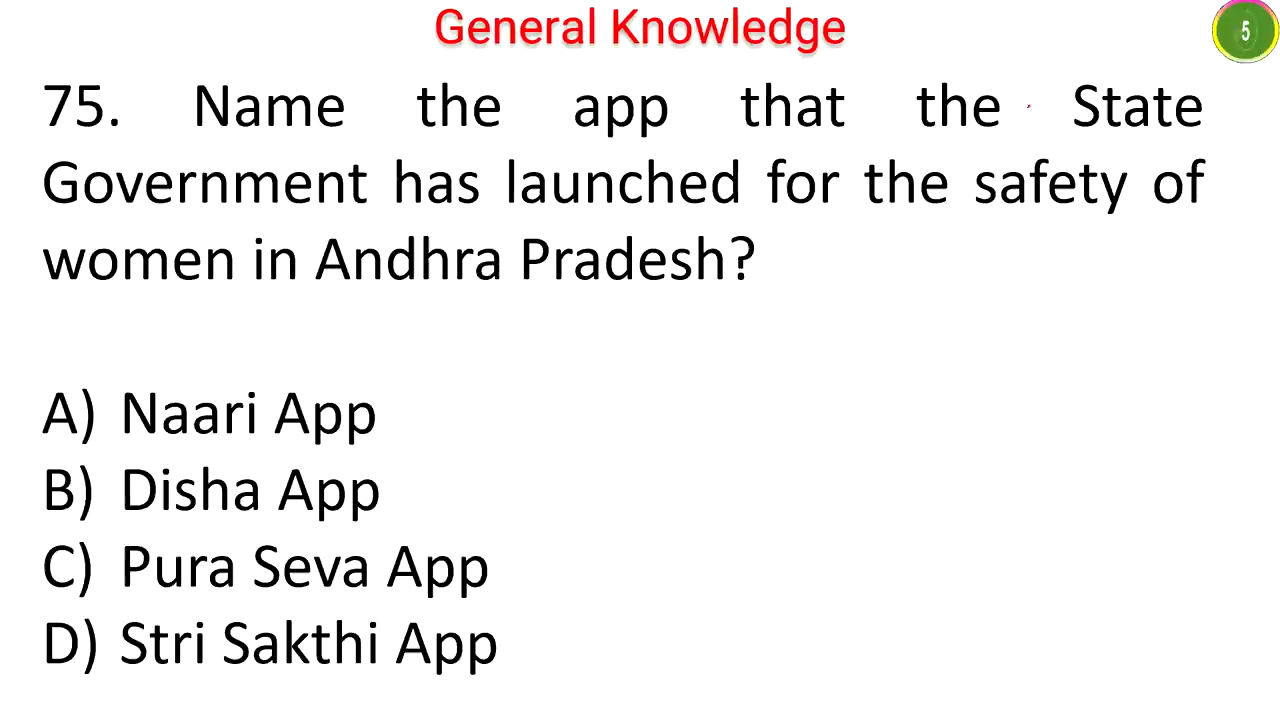 General Knowledge
5
75. Name the app that the State
Government has launched for the safety of
women in Andhra Pradesh?
A) Naari App
B) Disha App
C) Pura Seva App
D) Stri Sakthi App